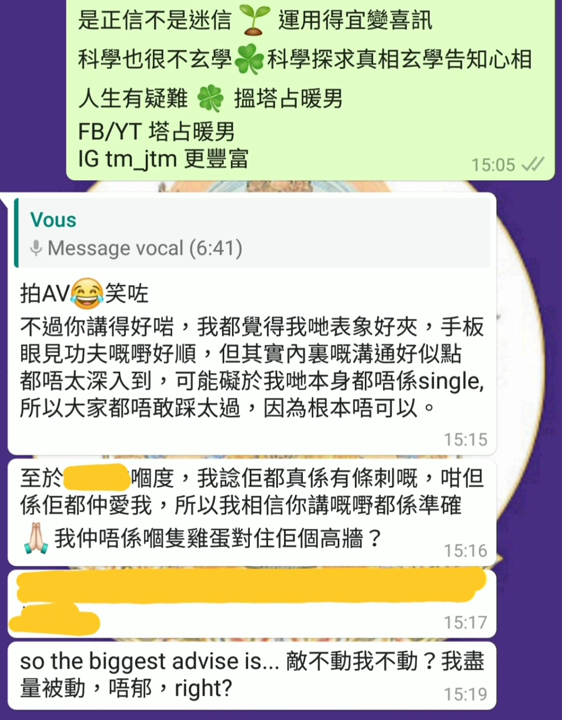 是正信不是迷信🌱 運用得宜變喜訊
科學也很不玄學🍀科學探求真相玄學告知心相
人生有疑難 🍀 搵塔占暖男
FB/YT 塔占暖男
IG tm_jtm 更豐富
15:05
Vous
Message vocal (6:41)
拍AV😂笑咗
不過你講得好啱，我都覺得我哋表象好夾，手板
眼見功夫嘅嘢好順，但其實內裏嘅溝通好似點
都唔太深入到，可能礙於我哋本身都唔係single,
所以大家都唔敢踩太過，因為根本唔可以。
15:15
至於 嗰度，我諗佢都真係有條刺嘅，咁但
係佢都仲愛我，所以我相信你講嘅嘢都係準確
🙏🏻我仲唔係嗰隻雞蛋對住佢個高牆？
15:16
15:17
so the biggest advise is... 敵不動我不動？我盡
量被動，唔郁，right?
15:19